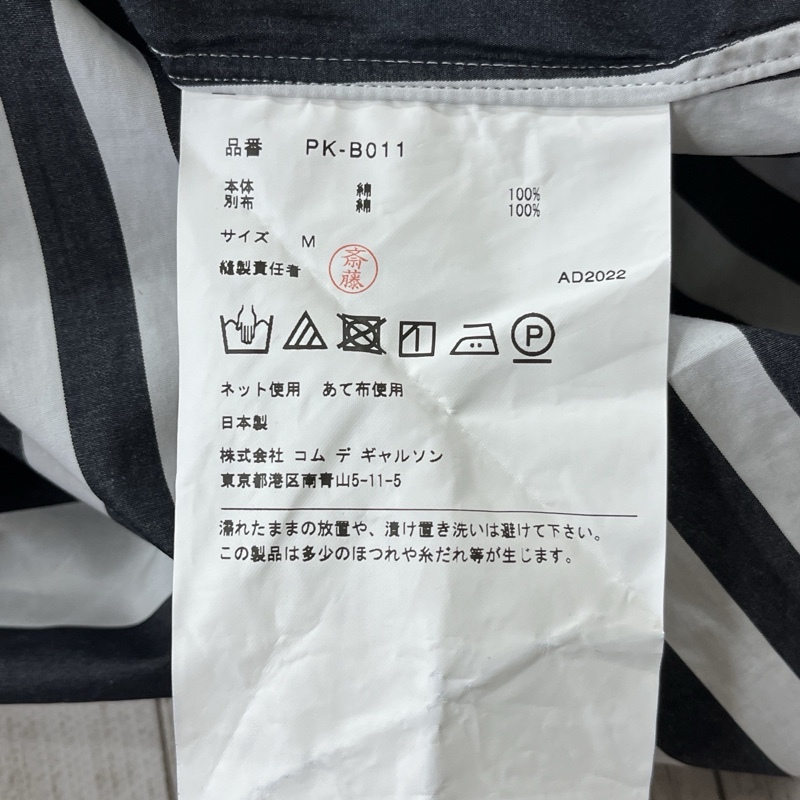 品番 PK-B011
本体 綿 100%
別布 綿 100%
サイズ M
縫製責任者 斎藤 AD2022
P
ネット使用 あて布使用
日本製
株式会社 コム デ ギャルソン
東京都港区南青山5-11-5
濡れたままの放置や、漬け置き洗いは避けて下さい。
この製品は多少のほつれや糸だれ等が生じます。